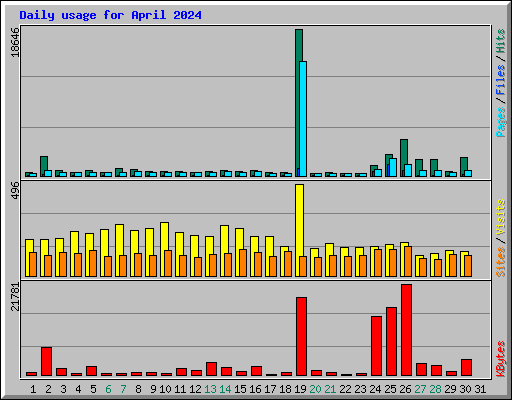 Daily usage for April 2024
18646
Pages / Files / Hits
496
Sites / Visits
21781
KBytes
1 2 3 4 5 6 7 8 9 10 11 12 13 14 15 16 17 18 19 20 21 22 23 24 25 26 27 28 29 30 31